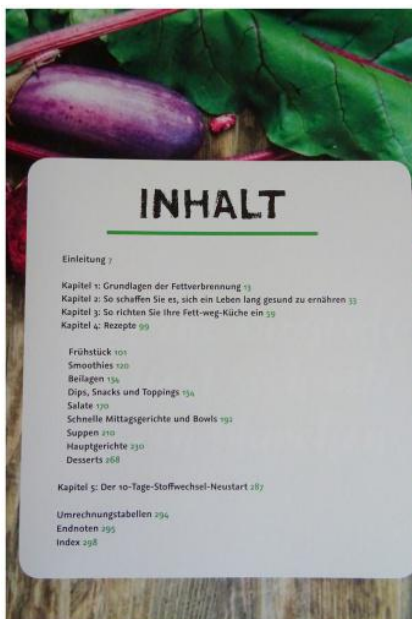 INHALT
Einleitung 7
Kapitel 1: Grundlagen der Fettverbrennung 13
Kapitel 2: So schaffen Sie es, sich ein Leben lang gesund zu ernähren 33
Kapitel 3: So richten Sie Ihre Fett-weg-Küche ein 59
Kapitel 4: Rezepte 99
Frühstück 101
Smoothies 120
Beilagen 134
Dips, Snacks und Toppings 154
Salate 170
Schnelle Mittagsgerichte und Bowls 192
Suppen 210
Hauptgerichte 230
Desserts 268
Kapitel 5: Der 10-Tage-Stoffwechsel-Neustart 287
Umrechnungstabellen 294
Endnoten 295
Index 298